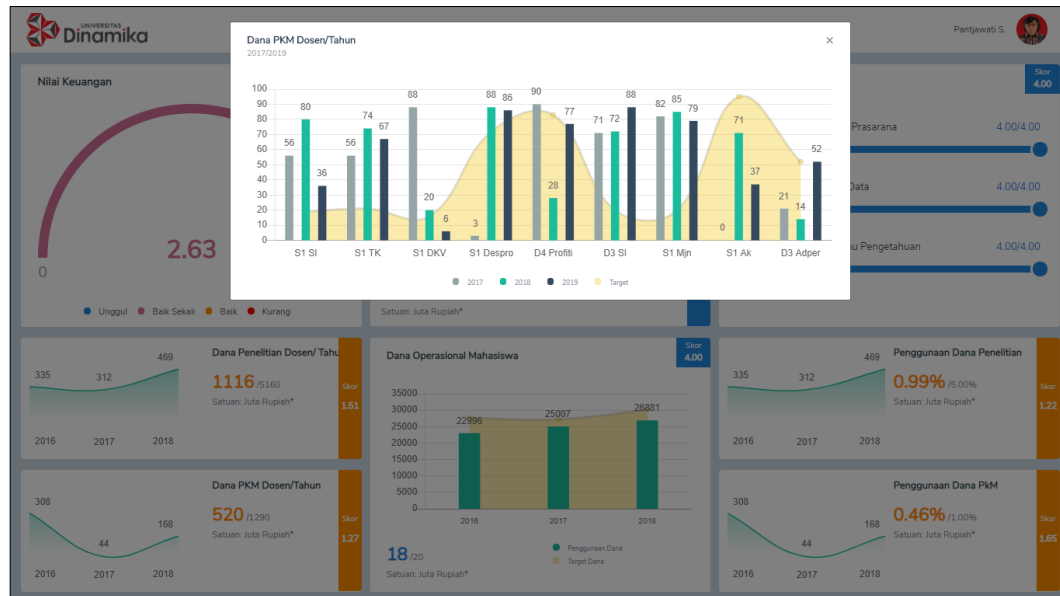 UNIVERSITAS
Dinamika
Pantjawati S.
Dana PKM Dosen/Tahun
2017/2019
×
100
90
80
70
60
50
40
30
20
10
0
56 80 36
56 74 67
88 20 6
3 88 86
90 28 77
71 72 88
82 85 79
0 71 37
21 14 52
S1 SI S1 TK S1 DKV S1 Despro D4 Profiti D3 SI S1 Mjn S1 Ak D3 Adper
2017 2018 2019 Target
Nilai Keuangan
2.63
0
Unggul Baik Sekali Baik Kurang
Satuan: Juta Rupiah*
Skor
4.00
Prasarana 4.00/4.00
Data 4.00/4.00
Pengetahuan 4.00/4.00
Dana Penelitian Dosen/ Tahu
335 312 469
1116 /5160
Satuan: Juta Rupiah*
Skor
1.51
2016 2017 2018
Dana PKM Dosen/Tahun
308 44 168
520 /1290
Satuan: Juta Rupiah*
Skor
1.27
2016 2017 2018
Dana Operasional Mahasiswa
Skor
4.00
35000
30000
25000
20000
15000
10000
5000
0
22996 25007 26881
2016 2017 2018
18 /20
Satuan: Juta Rupiah*
Penggunaan Dana
Target Dana
Penggunaan Dana Penelitian
335 312 469
0.99% /5.00%
Satuan: Juta Rupiah*
Skor
1.22
2016 2017 2018
Penggunaan Dana PkM
308 44 168
0.46% /1.00%
Satuan: Juta Rupiah*
Skor
1.65
2016 2017 2018